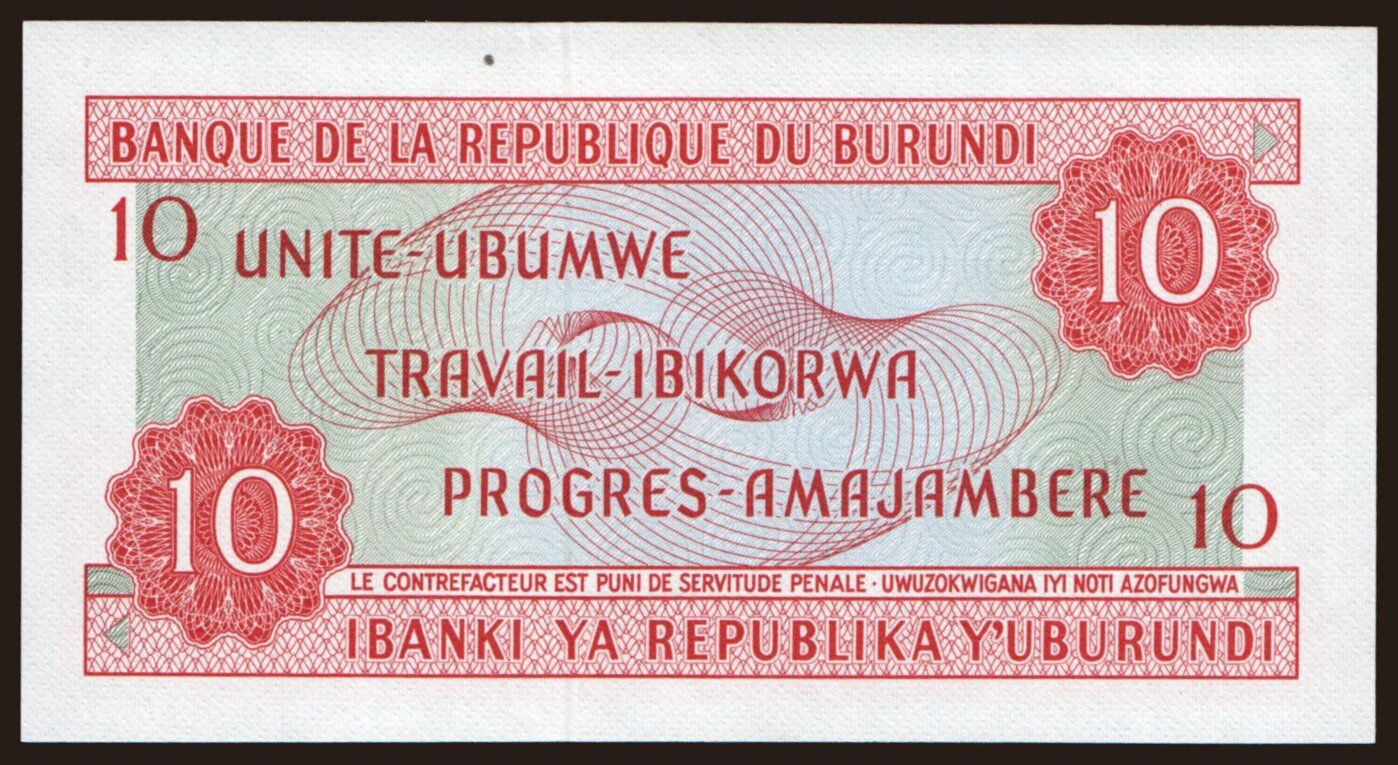 BANQUE DE LA REPUBLIQUE DU BURUNDI
10
10
UNITE-UBUMWE
TRAVAIL-IBIKORWA
PROGRES-AMAJAMBERE
10
10
LE CONTREFACTEUR EST PUNI DE SERVITUDE PENALE · UWUZOKWIGANA IYI NOTI AZOFUNGWA
IBANKI YA REPUBLIKA Y'UBURUNDI